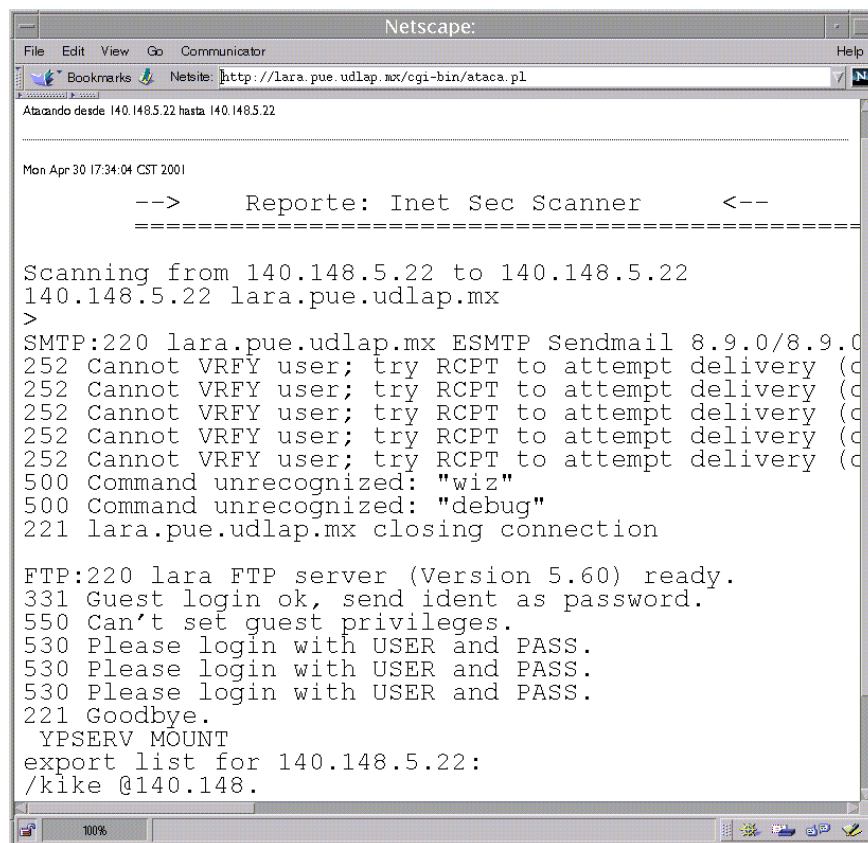 Netscape:
File Edit View Go Communicator Help
Bookmarks Netsite: http://lara.pue.udlap.mx/cgi-bin/ataca.pl
Atacando desde 140.148.5.22 hasta 140.148.5.22
Mon Apr 30 17:34:04 CST 2001
--> Reporte: Inet Sec Scanner <--
==============================================
Scanning from 140.148.5.22 to 140.148.5.22
140.148.5.22 lara.pue.udlap.mx
>
SMTP:220 lara.pue.udlap.mx ESMTP Sendmail 8.9.0/8.9.0
252 Cannot VRFY user; try RCPT to attempt delivery (
252 Cannot VRFY user; try RCPT to attempt delivery (
252 Cannot VRFY user; try RCPT to attempt delivery (
252 Cannot VRFY user; try RCPT to attempt delivery (
252 Cannot VRFY user; try RCPT to attempt delivery (
500 Command unrecognized: "wiz"
500 Command unrecognized: "debug"
221 lara.pue.udlap.mx closing connection
FTP:220 lara FTP server (Version 5.60) ready.
331 Guest login ok, send ident as password.
550 Can't set guest privileges.
530 Please login with USER and PASS.
530 Please login with USER and PASS.
530 Please login with USER and PASS.
221 Goodbye.
YPSERV MOUNT
export list for 140.148.5.22:
/kike @140.148.
100%